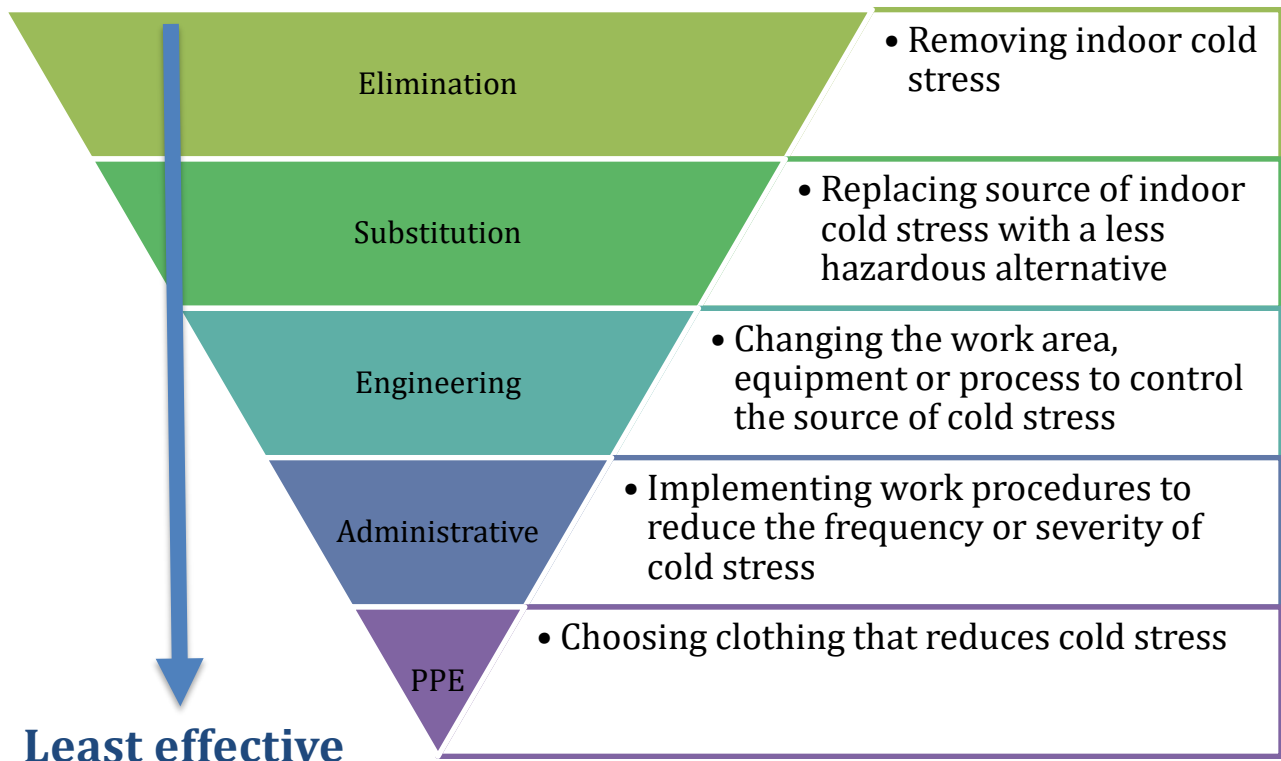 Elimination
• Removing indoor cold
stress
Substitution
• Replacing source of indoor
cold stress with a less
hazardous alternative
Engineering
• Changing the work area,
equipment or process to control
the source of cold stress
Administrative
• Implementing work procedures to
reduce the frequency or severity of
cold stress
PPE
• Choosing clothing that reduces cold stress
Least effective